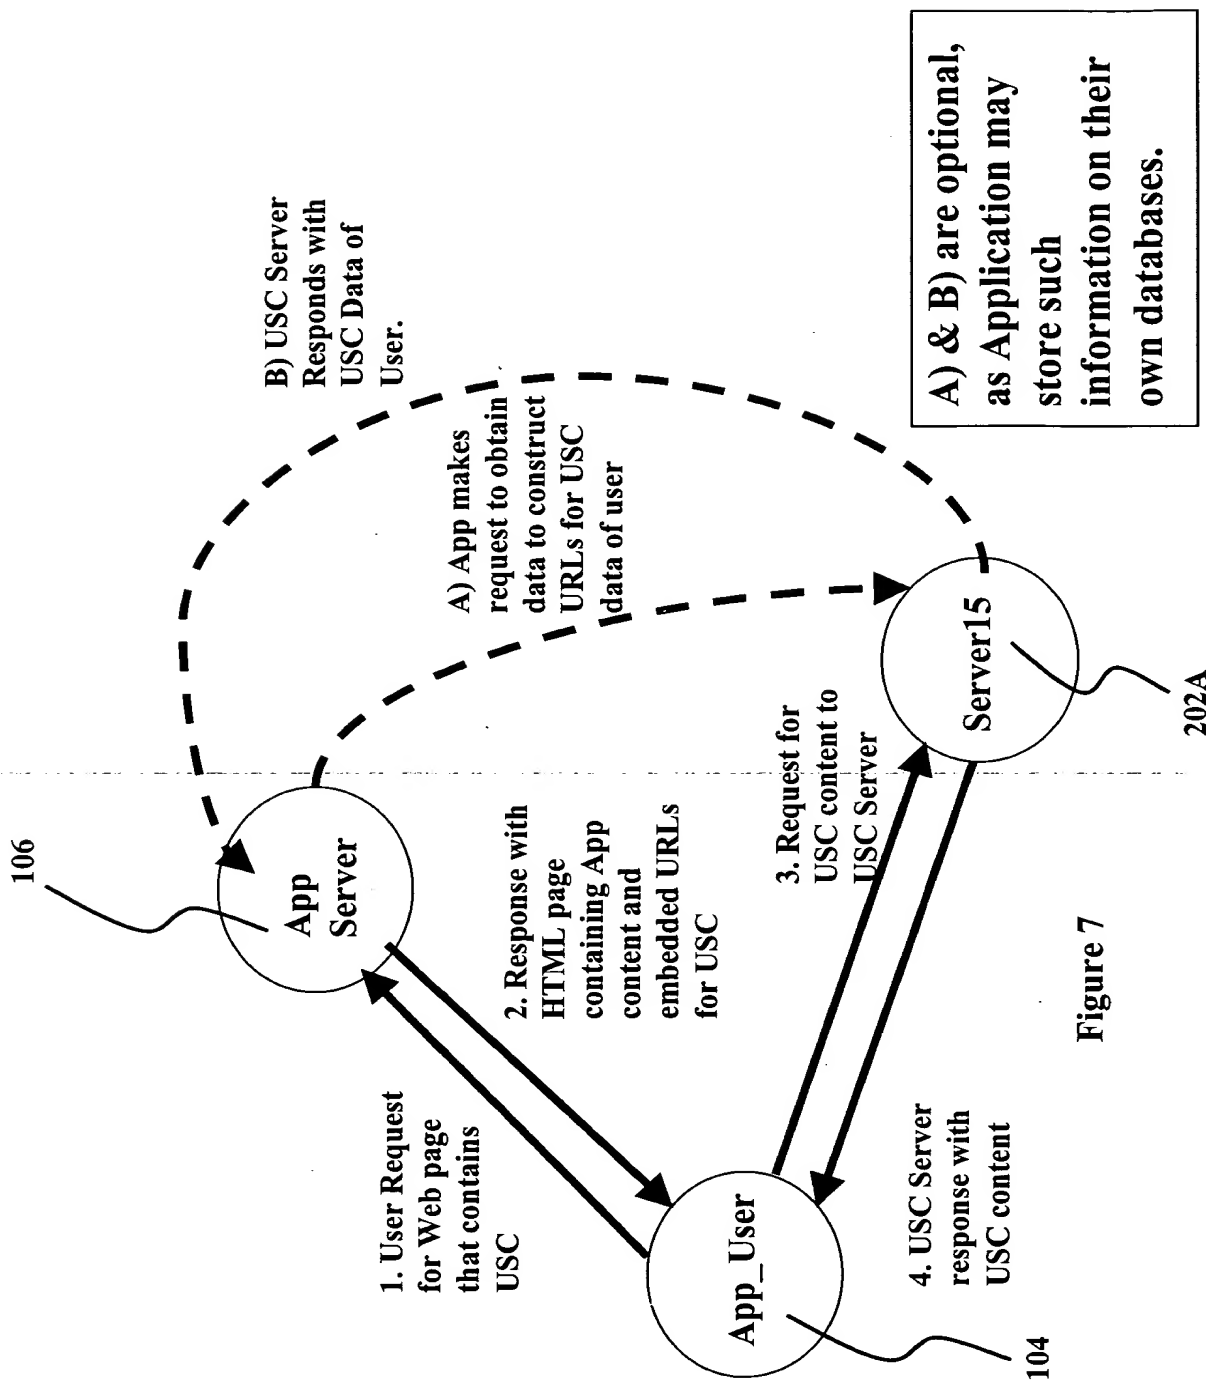 106
App
Server
1. User Request
for Web page
that contains
USC
2. Response with
HTML page
containing App
content and
embedded URLs
for USC
A) App makes
request to obtain
data to construct
URLs for USC
data of user
B) USC Server
Responds with
USC Data of
User.
App_User
104
3. Request for
USC content to
USC Server
4. USC Server
response with
USC content
Server15
202A
A) & B) are optional,
as Application may
store such
information on their
own databases.
Figure 7